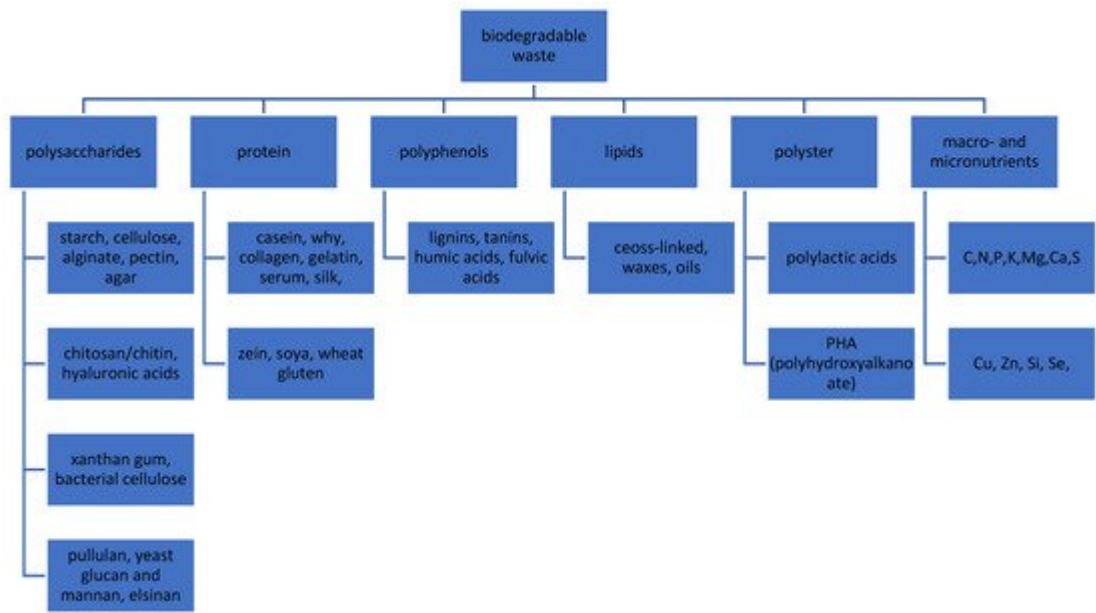 biodegradable
waste
polysaccharides
protein
polyphenols
lipids
polyster
macro- and
micronutrients
starch, cellulose,
alginate, pectin,
agar
casein, why,
collagen, gelatin,
serum, silk,
lignins, tanins,
humic acids, fulvic
acids
ceoss-linked,
waxes, oils
polylactic acids
C,N,P,K,Mg,Ca,S
chitosan/chitin,
hyaluronic acids
zein, soya, wheat
gluten
PHA
(polyhydroxyalkano
ate)
Cu, Zn, Si, Se,
xanthan gum,
bacterial cellulose
pullulan, yeast
glucan and
mannan, elsinan